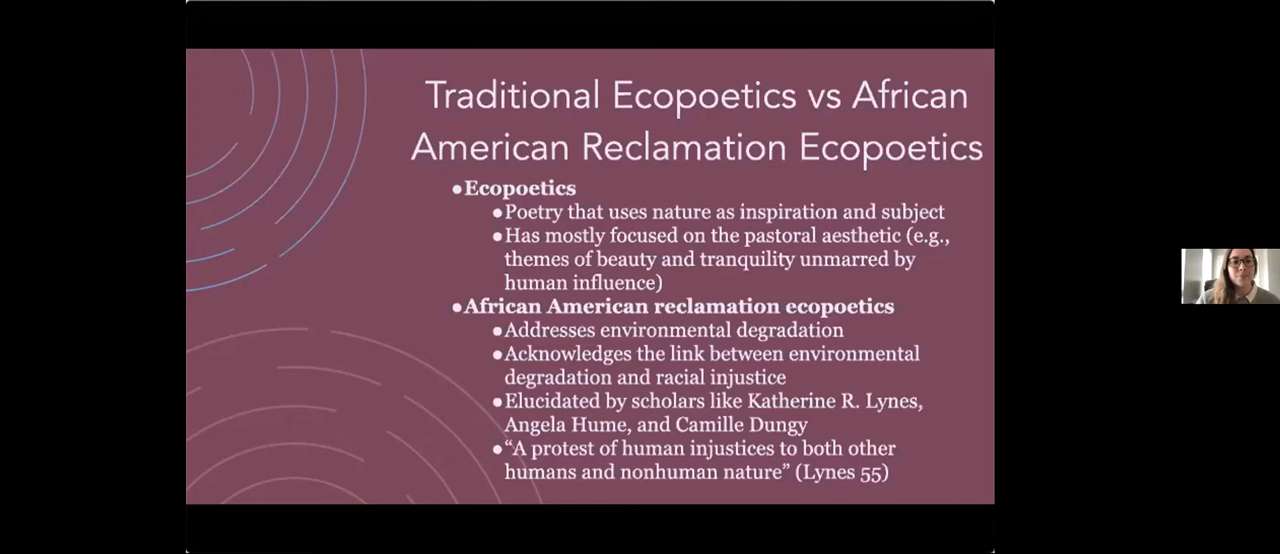 Traditional Ecopoetics vs African
American Reclamation Ecopoetics
●Ecopoetics
●Poetry that uses nature as inspiration and subject
●Has mostly focused on the pastoral aesthetic (e.g.,
themes of beauty and tranquility unmarred by
human influence)
●African American reclamation ecopoetics
●Addresses environmental degradation
●Acknowledges the link between environmental
degradation and racial injustice
●Elucidated by scholars like Katherine R. Lynes,
Angela Hume, and Camille Dungy
●“A protest of human injustices to both other
humans and nonhuman nature” (Lynes 55)